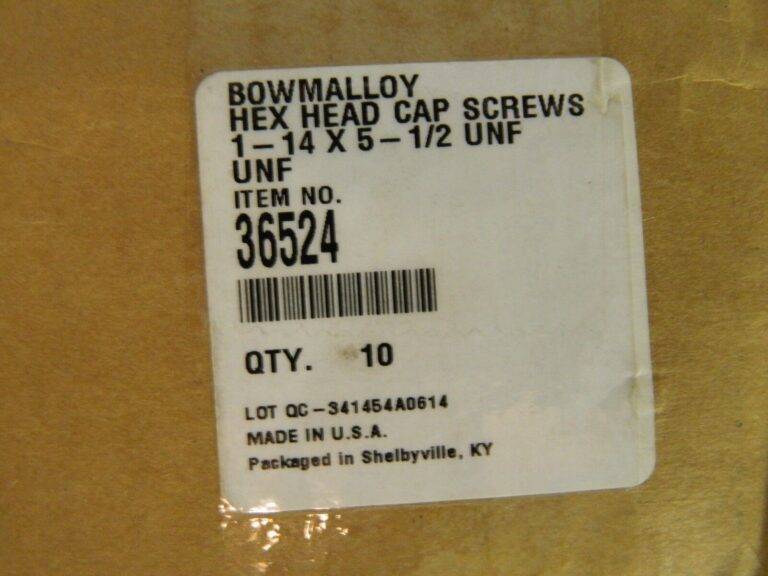 BOWMALLOY
HEX HEAD CAP SCREWS
1-14 X 5-1/2 UNF
UNF
ITEM NO.
36524
QTY. 10
LOT QC-341454A0614
MADE IN U.S.A.
Packaged in Shelbyville, KY